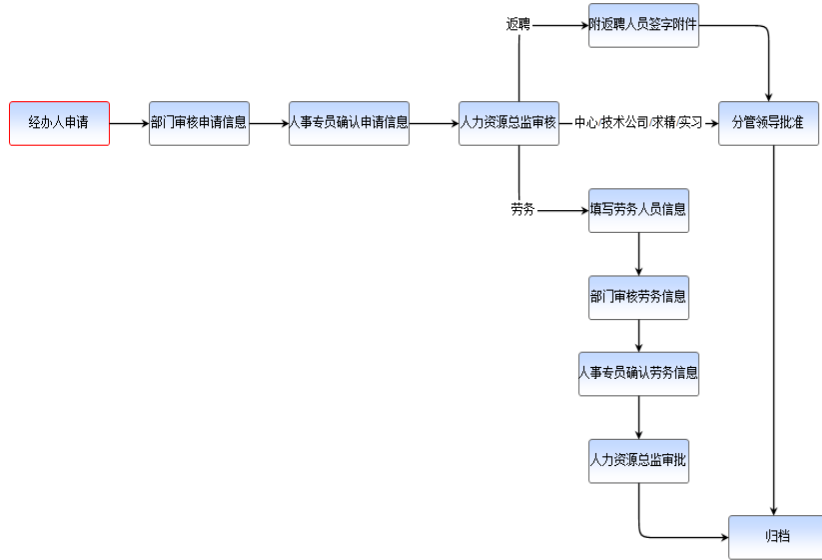 返聘
附返聘人员签字附件
经办人申请
部门审核申请信息
人事专员确认申请信息
人力资源总监审核
中心/技术公司/求精/实习
分管领导批准
劳务
填写劳务人员信息
部门审核劳务信息
人事专员确认劳务信息
人力资源总监审批
归档